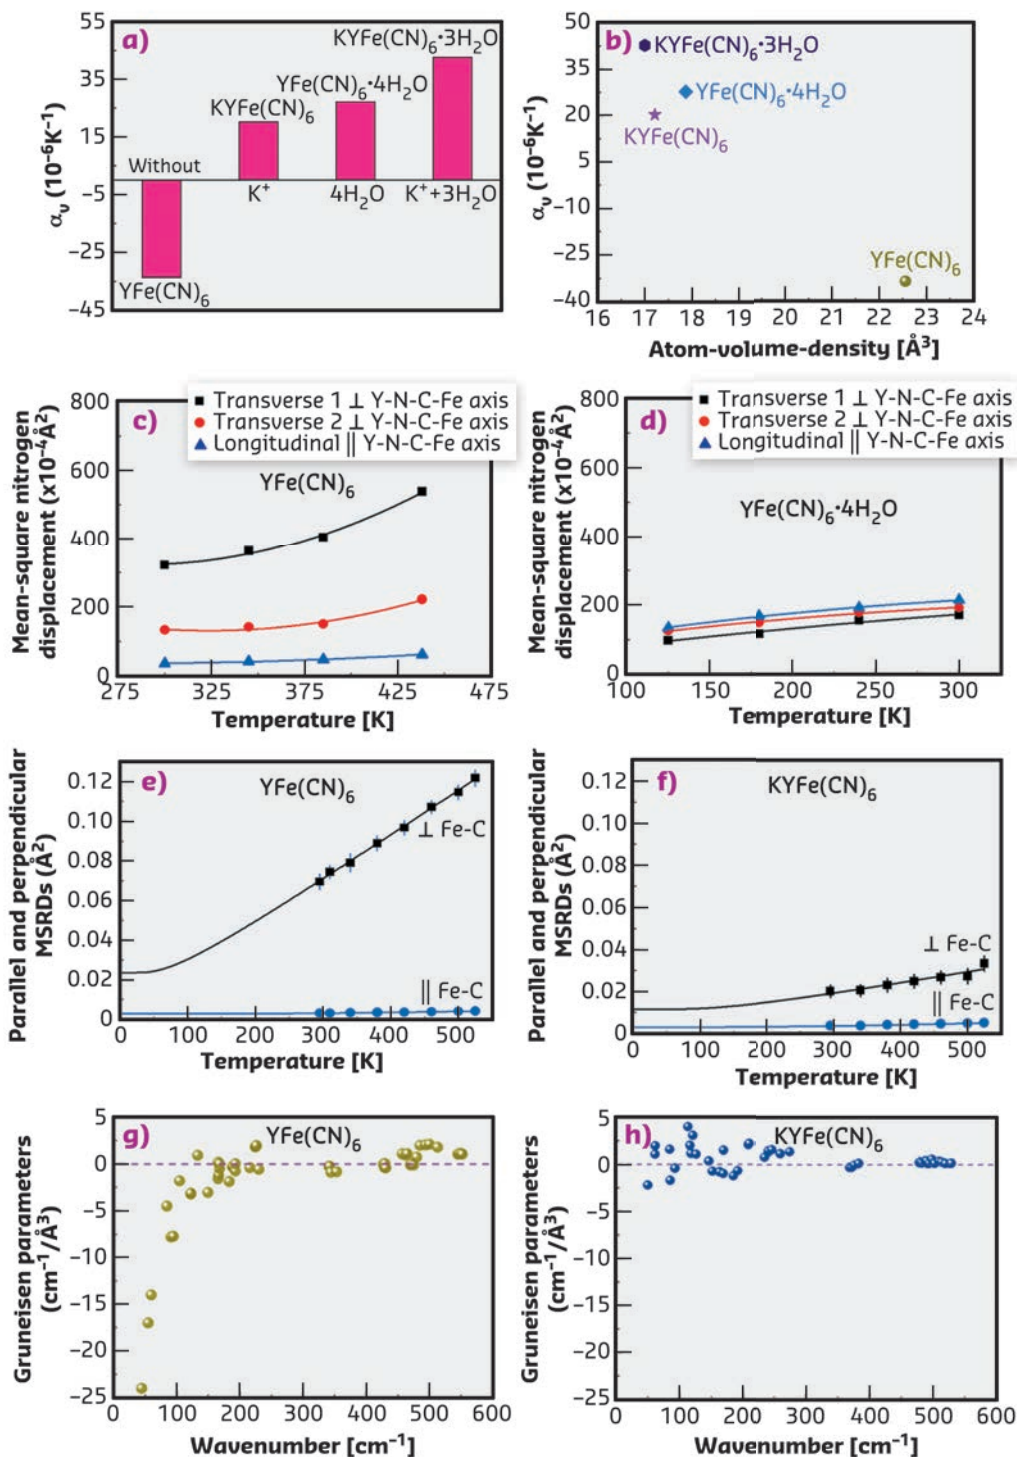 a)
α_ν (10⁻⁶K⁻¹)
55
35
15
−5
−25
−45
Without
YFe(CN)₆
KYFe(CN)₆
K⁺
YFe(CN)₆·4H₂O
4H₂O
KYFe(CN)₆·3H₂O
K⁺+3H₂O
b)
α_ν (10⁻⁶K⁻¹)
50
35
20
5
−10
−25
−40
KYFe(CN)₆·3H₂O
YFe(CN)₆·4H₂O
KYFe(CN)₆
YFe(CN)₆
16 17 18 19 20 21 22 23 24
Atom-volume-density [Å³]
c)
Transverse 1 ⊥ Y-N-C-Fe axis
Transverse 2 ⊥ Y-N-C-Fe axis
Longitudinal || Y-N-C-Fe axis
YFe(CN)₆
Mean-square nitrogen
displacement (x10⁻⁴Å²)
800
600
400
200
0
275 325 375 425 475
Temperature [K]
d)
Transverse 1 ⊥ Y-N-C-Fe axis
Transverse 2 ⊥ Y-N-C-Fe axis
Longitudinal || Y-N-C-Fe axis
YFe(CN)₆·4H₂O
Mean-square nitrogen
displacement (x10⁻⁴Å²)
800
600
400
200
0
100 150 200 250 300
Temperature [K]
e)
YFe(CN)₆
⊥ Fe-C
|| Fe-C
Parallel and perpendicular
MSRDs (Å²)
0.12
0.10
0.08
0.06
0.04
0.02
0
0 100 200 300 400 500
Temperature [K]
f)
KYFe(CN)₆
⊥ Fe-C
|| Fe-C
Parallel and perpendicular
MSRDs (Å²)
0.12
0.10
0.08
0.06
0.04
0.02
0
0 100 200 300 400 500
Temperature [K]
g)
YFe(CN)₆
Gruneisen parameters
(cm⁻¹/Å³)
5
0
−5
−10
−15
−20
−25
0 100 200 300 400 500 600
Wavenumber [cm⁻¹]
h)
KYFe(CN)₆
Gruneisen parameters
(cm⁻¹/Å³)
5
0
−5
−10
−15
−20
−25
0 100 200 300 400 500 600
Wavenumber [cm⁻¹]